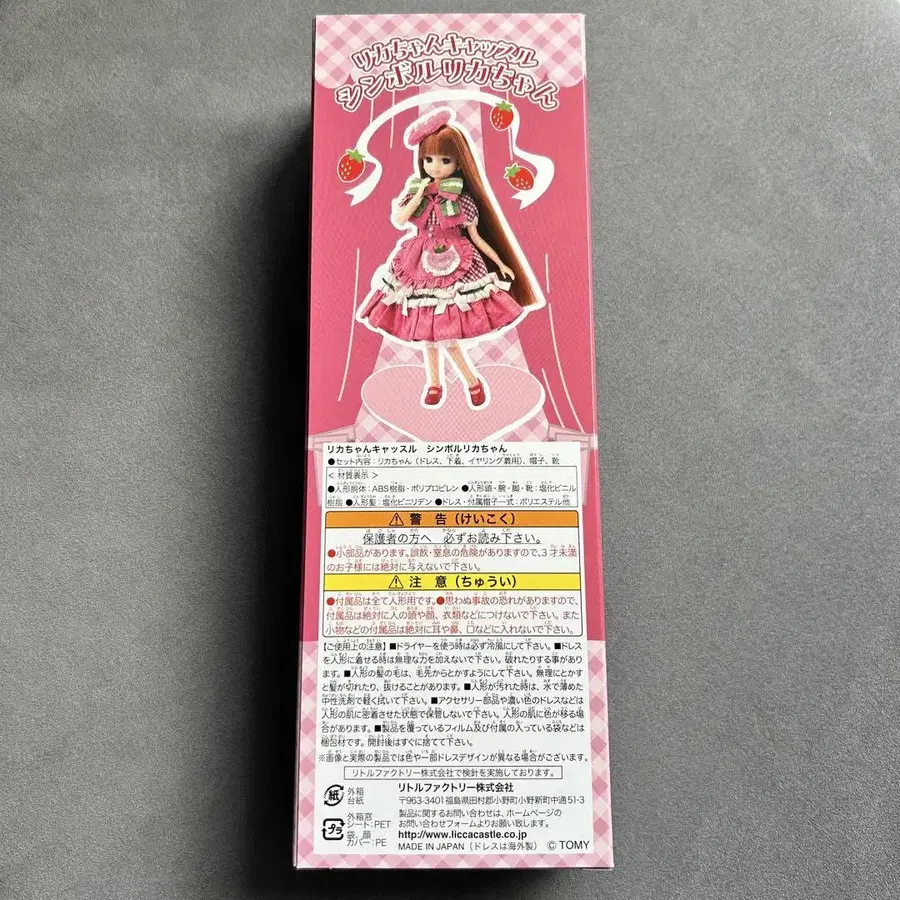 リカちゃんキャッスル
シンボルリカちゃん
リカちゃんキャッスル シンボルリカちゃん
●セット内容：リカちゃん（ドレス、下着、イヤリング着用）、帽子、靴
＜材質表示＞
●人形胴体：ABS樹脂・ポリプロピレン ●人形頭・腕・脚・靴：塩化ビニル
樹脂 ●人形髪：塩化ビニリデン ●ドレス・付属帽子一式：ポリエステル他
⚠ 警 告（けいこく）
保護者の方へ 必ずお読み下さい。
●小部品があります。誤飲・窒息の危険がありますので、3才未満
のお子様には絶対に与えないで下さい。
⚠ 注 意（ちゅうい）
●付属品は全て人形用です。●思わぬ事故の恐れがありますので、
付属品は絶対に人の頭や顔、衣類などにつけないで下さい。また
小物などの付属品は絶対に耳や鼻、口などに入れないで下さい。
【ご使用上の注意】■ドライヤーを使う時は必ず冷風にして下さい。■ドレス
を人形に着せる時は無理な力を加えないで下さい。破れたりする事があり
ます。■人形の髪の毛は、毛先からとかすようにして下さい。無理にとかす
と髪が切れたり、抜けることがあります。■人形が汚れた時は、水で薄めた
中性洗剤で軽く拭いて下さい。■アクセサリー部品や濃い色のドレスなどは
人形の肌に密着させた状態で保管しないで下さい。人形の肌に色が移る場
合があります。■製品を覆っているフィルム及び付属の入っている袋などは
梱包材です。開封後はすぐに捨てて下さい。
※画像と実際の製品では色や一部ドレスデザインが異なる場合がございます。
リトルファクトリー株式会社で検針を実施しております。
紙
外箱
台紙
プラ
外箱窓
シート：PET
袋、顔
カバー：PE
リトルファクトリー株式会社
〒963-3401福島県田村郡小野町小野新町中通51-3
製品に関するお問い合わせは、ホームページの
お問い合わせフォームよりお願い致します。
http://www.liccacastle.co.jp
MADE IN JAPAN（ドレスは海外製） © TOMY